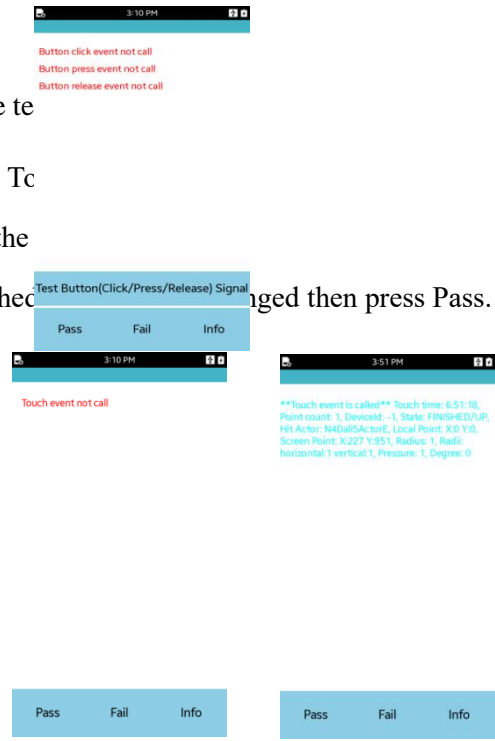 3:10 PM
Button click event not call
Button press event not call
Button release event not call
the
Test Button(Click/Press/Release) Signal
then press Pass.
Pass Fail Info
3:10 PM
Touch event not call
Pass Fail Info
3:51 PM
**Touch event is called** Touch time: 6:51:18,
Point count: 1, DeviceId: -1, State: FINISHED/UP,
Hit Actor: N4Dali5ActorE, Local Point: X:0 Y:0,
Screen Point: X:227 Y:951, Radius: 1, Radii:
horizontal:1 vertical:1, Pressure: 1, Degree: 0
Pass Fail Info